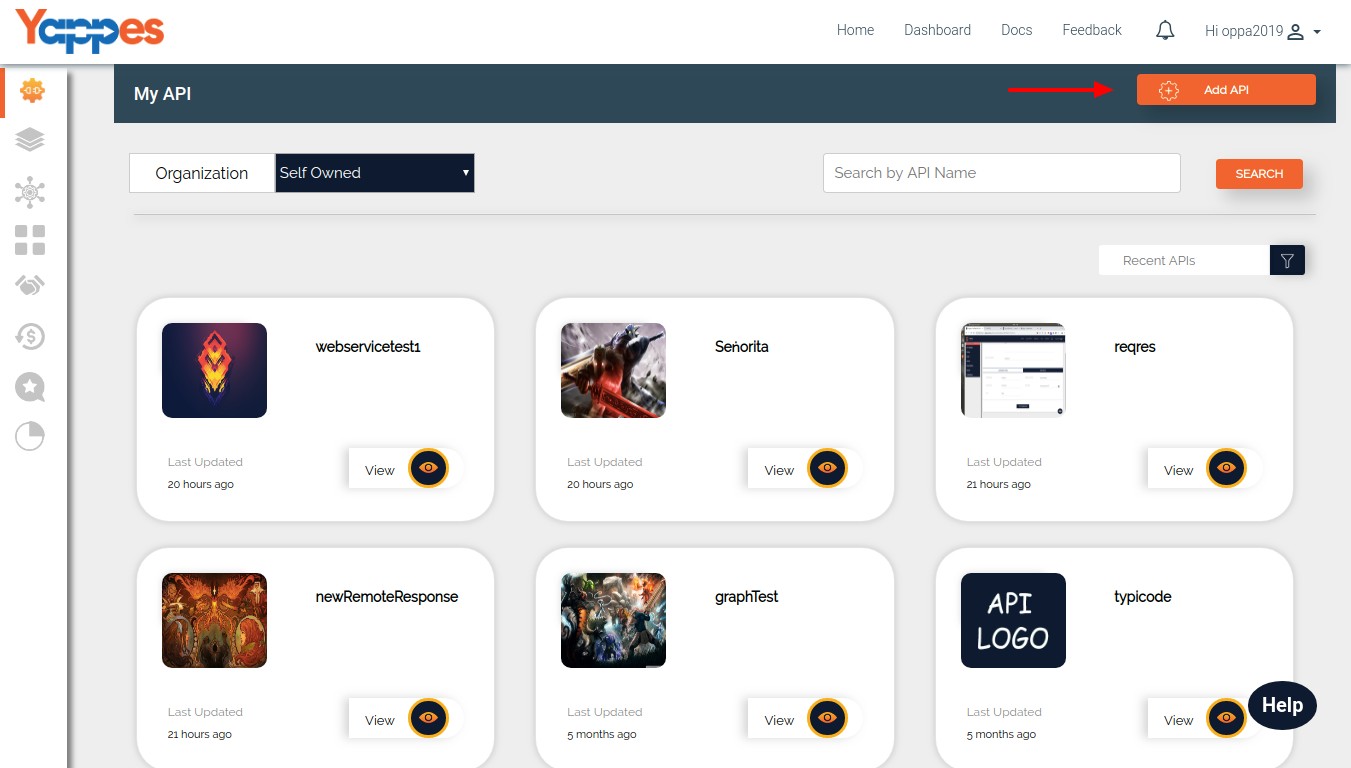 Yappes
Home Dashboard Docs Feedback Hi oppa2019
My API
Add API
Organization Self Owned
Search by API Name SEARCH
Recent APIs
webservicetest1 Señorita reqres
Last Updated Last Updated Last Updated
View View View
20 hours ago 20 hours ago 21 hours ago
newRemoteResponse graphTest typicode
API
LOGO
Last Updated Last Updated Last Updated
View View View
21 hours ago 5 months ago 5 months ago
Help